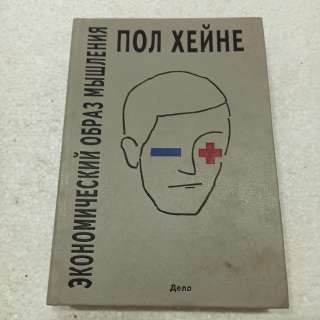 ПОЛ ХЕЙНЕ
ЭКОНОМИЧЕСКИЙ ОБРАЗ МЫШЛЕНИЯ
Дело